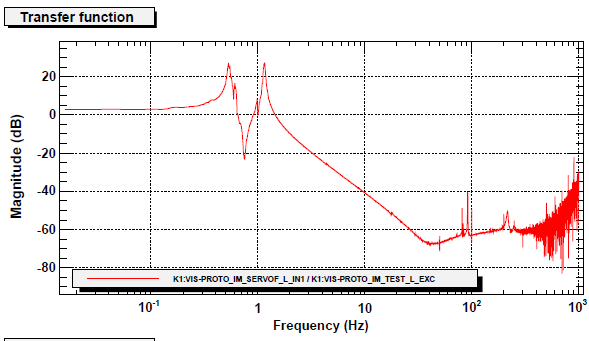 Transfer function
Magnitude (dB)
20
0
-20
-40
-60
-80
K1:VIS-PROTO_IM_SERVOF_L_IN1 / K1:VIS-PROTO_IM_TEST_L_EXC
10-1
1
10
102
103
Frequency (Hz)